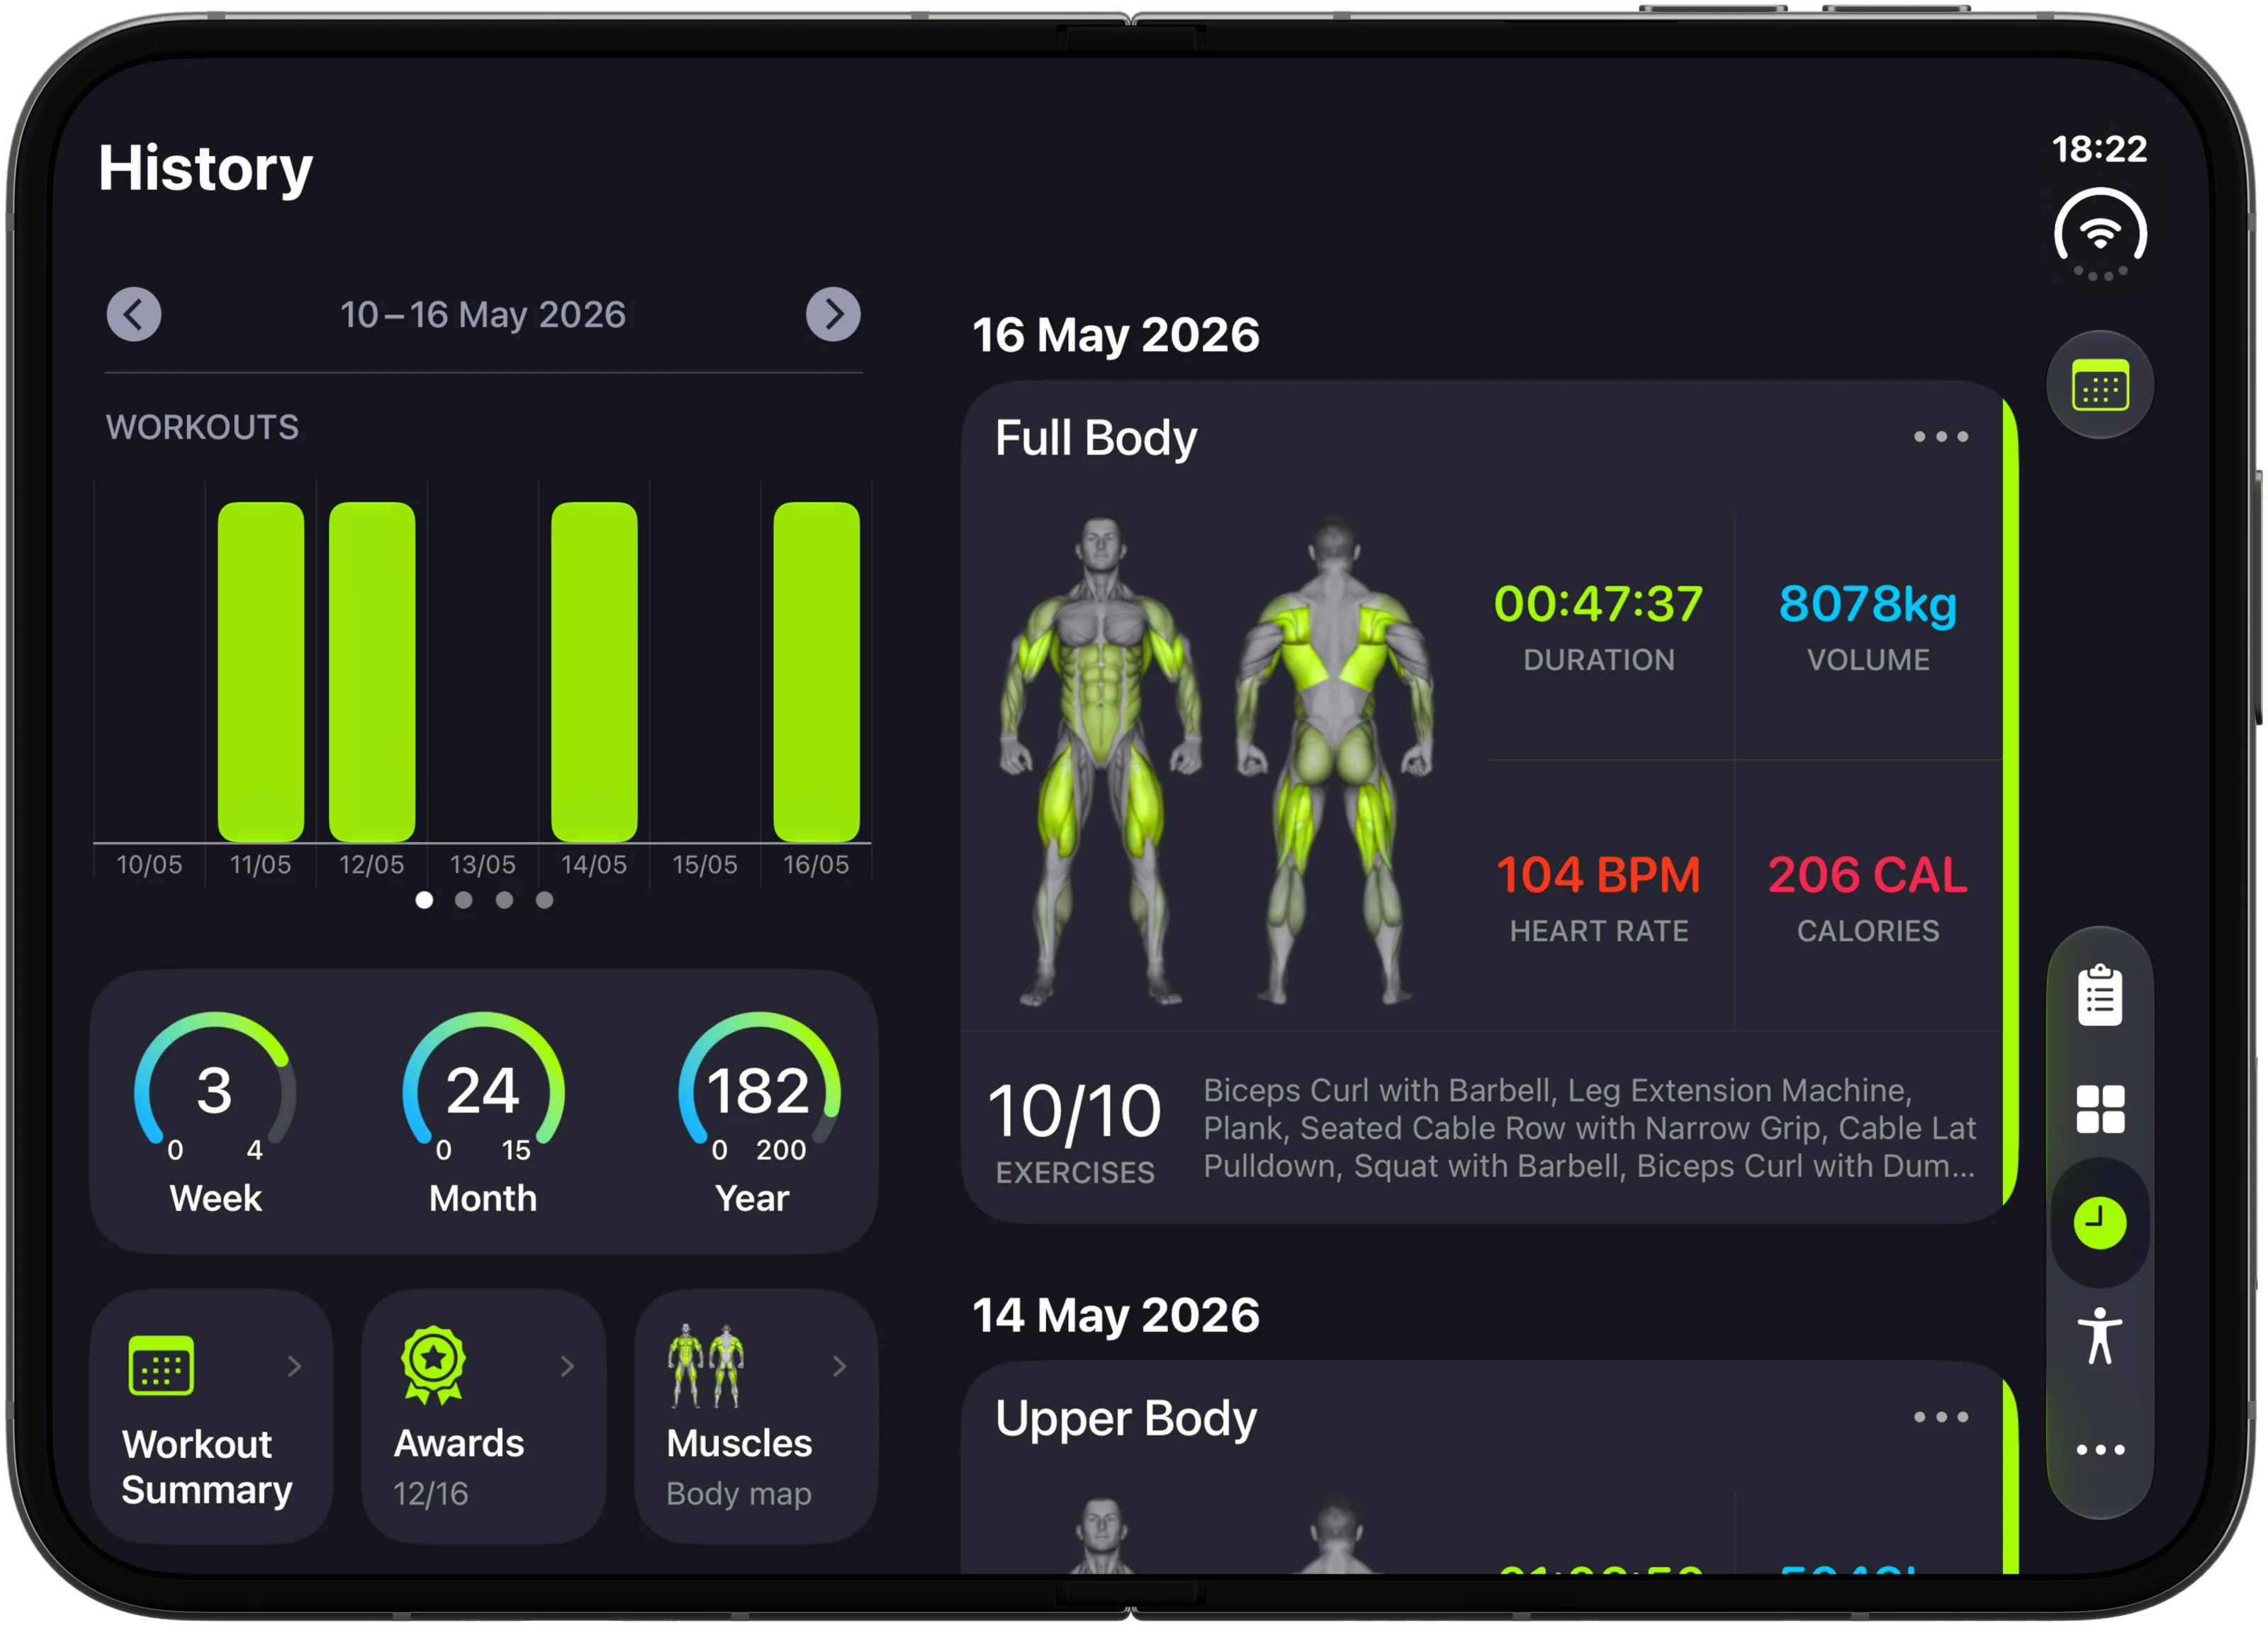 History
18:22
10–16 May 2026
WORKOUTS
10/05 11/05 12/05 13/05 14/05 15/05 16/05
3
0 4
Week
24
0 15
Month
182
0 200
Year
Workout
Summary
Awards
12/16
Muscles
Body map
16 May 2026
Full Body
00:47:37
DURATION
8078kg
VOLUME
104 BPM
HEART RATE
206 CAL
CALORIES
10/10
EXERCISES
Biceps Curl with Barbell, Leg Extension Machine,
Plank, Seated Cable Row with Narrow Grip, Cable Lat
Pulldown, Squat with Barbell, Biceps Curl with Dum...
14 May 2026
Upper Body